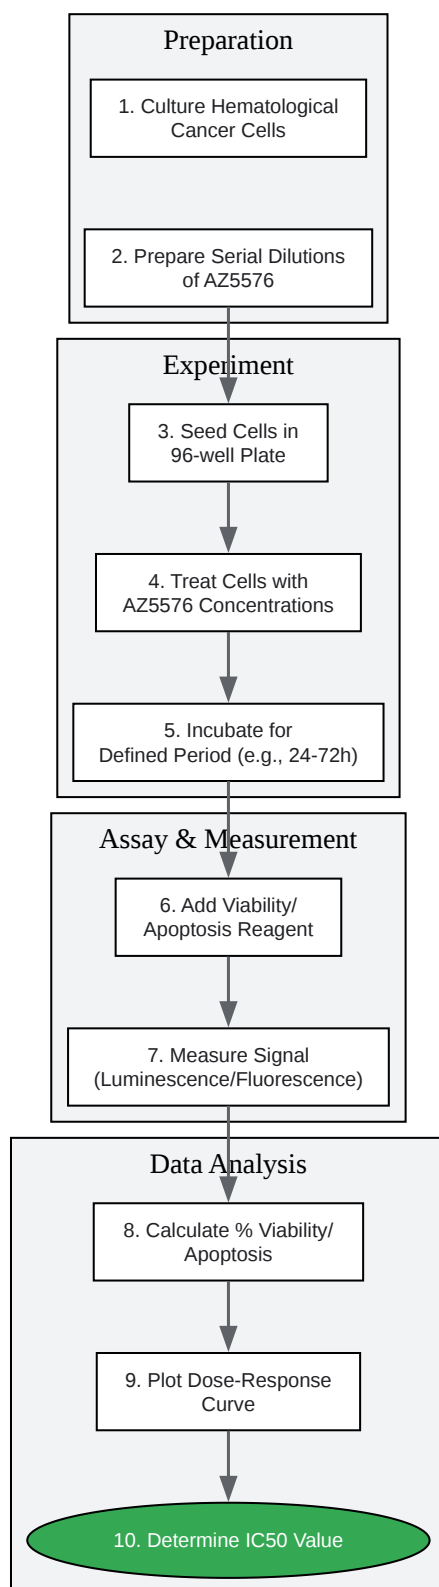 Preparation
1. Culture Hematological
Cancer Cells
2. Prepare Serial Dilutions
of AZ5576
Experiment
3. Seed Cells in
96-well Plate
4. Treat Cells with
AZ5576 Concentrations
5. Incubate for
Defined Period (e.g., 24-72h)
Assay & Measurement
6. Add Viability/
Apoptosis Reagent
7. Measure Signal
(Luminescence/Fluorescence)
Data Analysis
8. Calculate % Viability/
Apoptosis
9. Plot Dose-Response
Curve
10. Determine IC50 Value